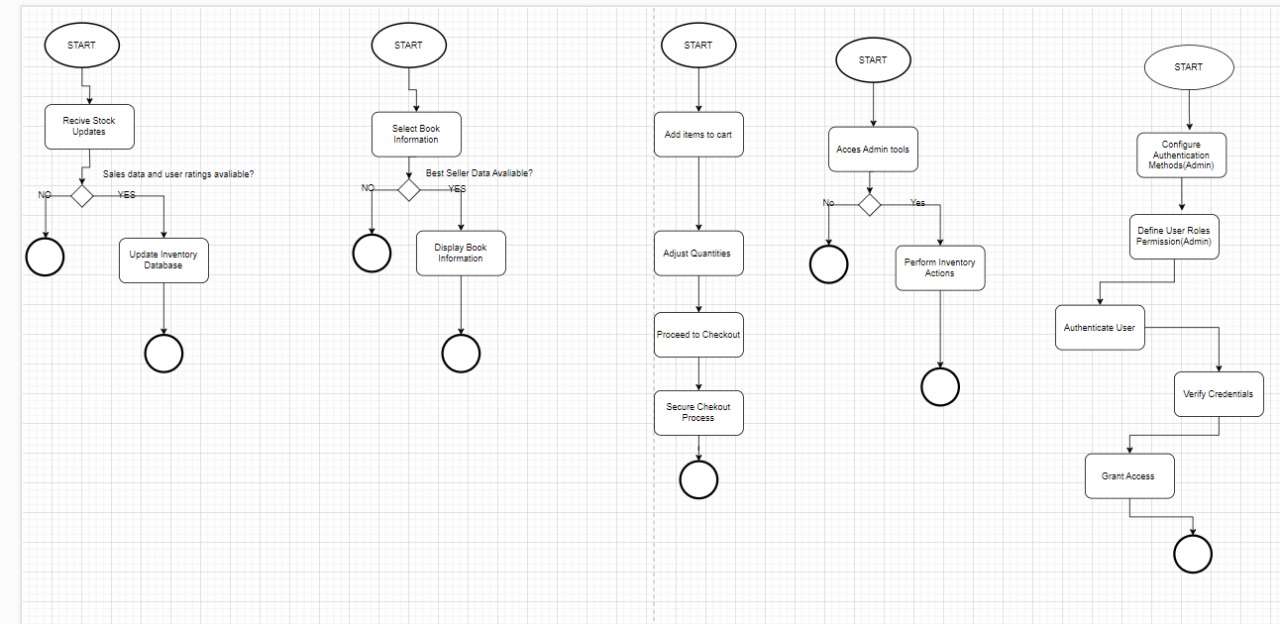 START
Recive Stock
Updates
Sales data and user ratings avaliable?
NO
YES
Update Inventory
Database
START
Select Book
Information
Best Seller Data Avaliable?
NO
YES
Display Book
Information
START
Add items to cart
Adjust Quantities
Proceed to Checkout
Secure Chekout
Process
START
Acces Admin tools
No
Yes
Perform Inventory
Actions
START
Configure
Authentication
Methods(Admin)
Define User Roles
Permission(Admin)
Authenticate User
Verify Credentials
Grant Access